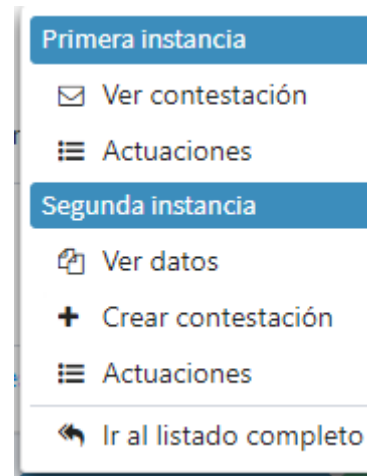 Primera instancia
Ver contestación
Actuaciones
Segunda instancia
Ver datos
Crear contestación
Actuaciones
Ir al listado completo